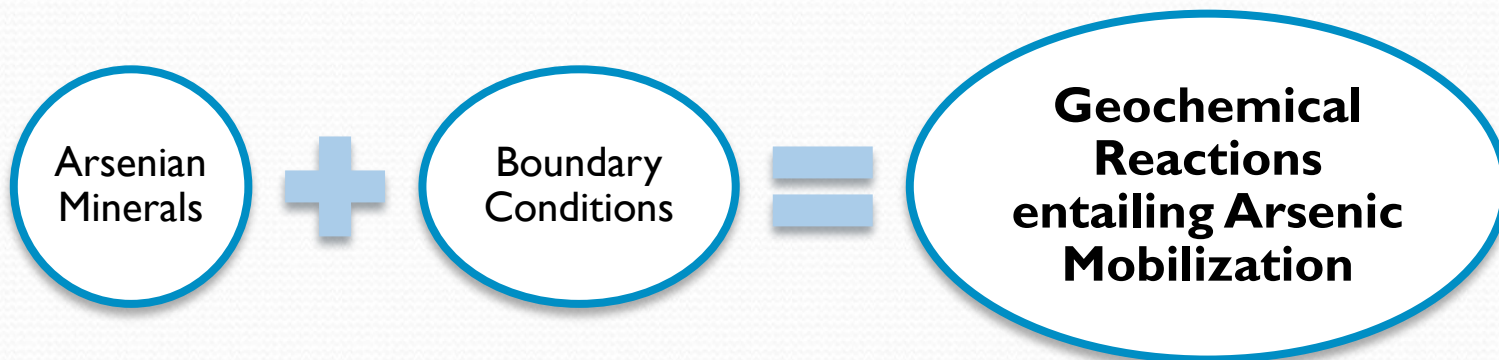 Arsenian
Minerals
Boundary
Conditions
Geochemical
Reactions
entailing Arsenic
Mobilization